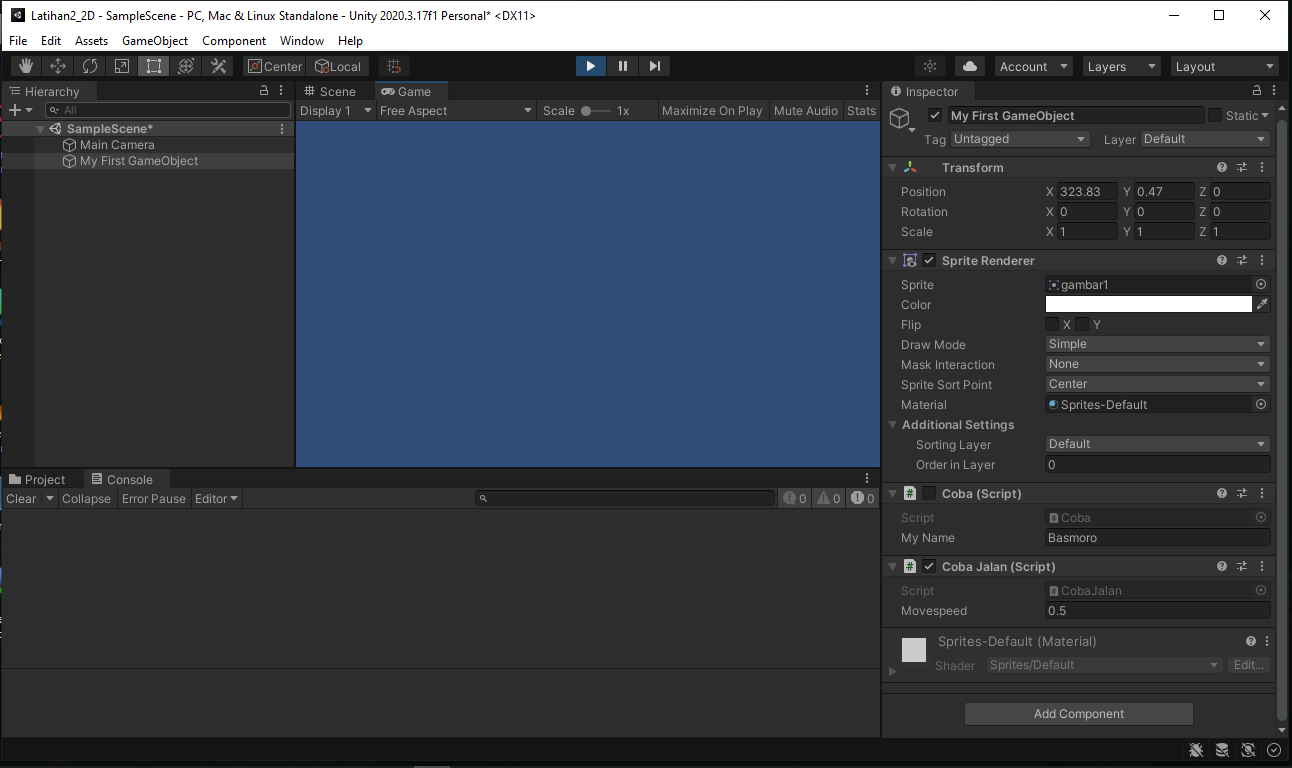 Latihan2_2D - SampleScene - PC, Mac & Linux Standalone - Unity 2020.3.17f1 Personal* <DX11>
File Edit Assets GameObject Component Window Help
Center Local Account Layers Layout
Hierarchy
All
SampleScene*
Main Camera
My First GameObject
Scene Game
Display 1 Free Aspect Scale 1x Maximize On Play Mute Audio Stats
Project Console
Clear Collapse Error Pause Editor 0 0 0
Inspector
My First GameObject Static
Tag Untagged Layer Default
Transform
Position X 323.83 Y 0.47 Z 0
Rotation X 0 Y 0 Z 0
Scale X 1 Y 1 Z 1
Sprite Renderer
Sprite gambar1
Color
Flip X Y
Draw Mode Simple
Mask Interaction None
Sprite Sort Point Center
Material Sprites-Default
Additional Settings
Sorting Layer Default
Order in Layer 0
# Coba (Script)
Script Coba
My Name Basmoro
# Coba Jalan (Script)
Script CobaJalan
Movespeed 0.5
Sprites-Default (Material)
Shader Sprites/Default Edit...
Add Component